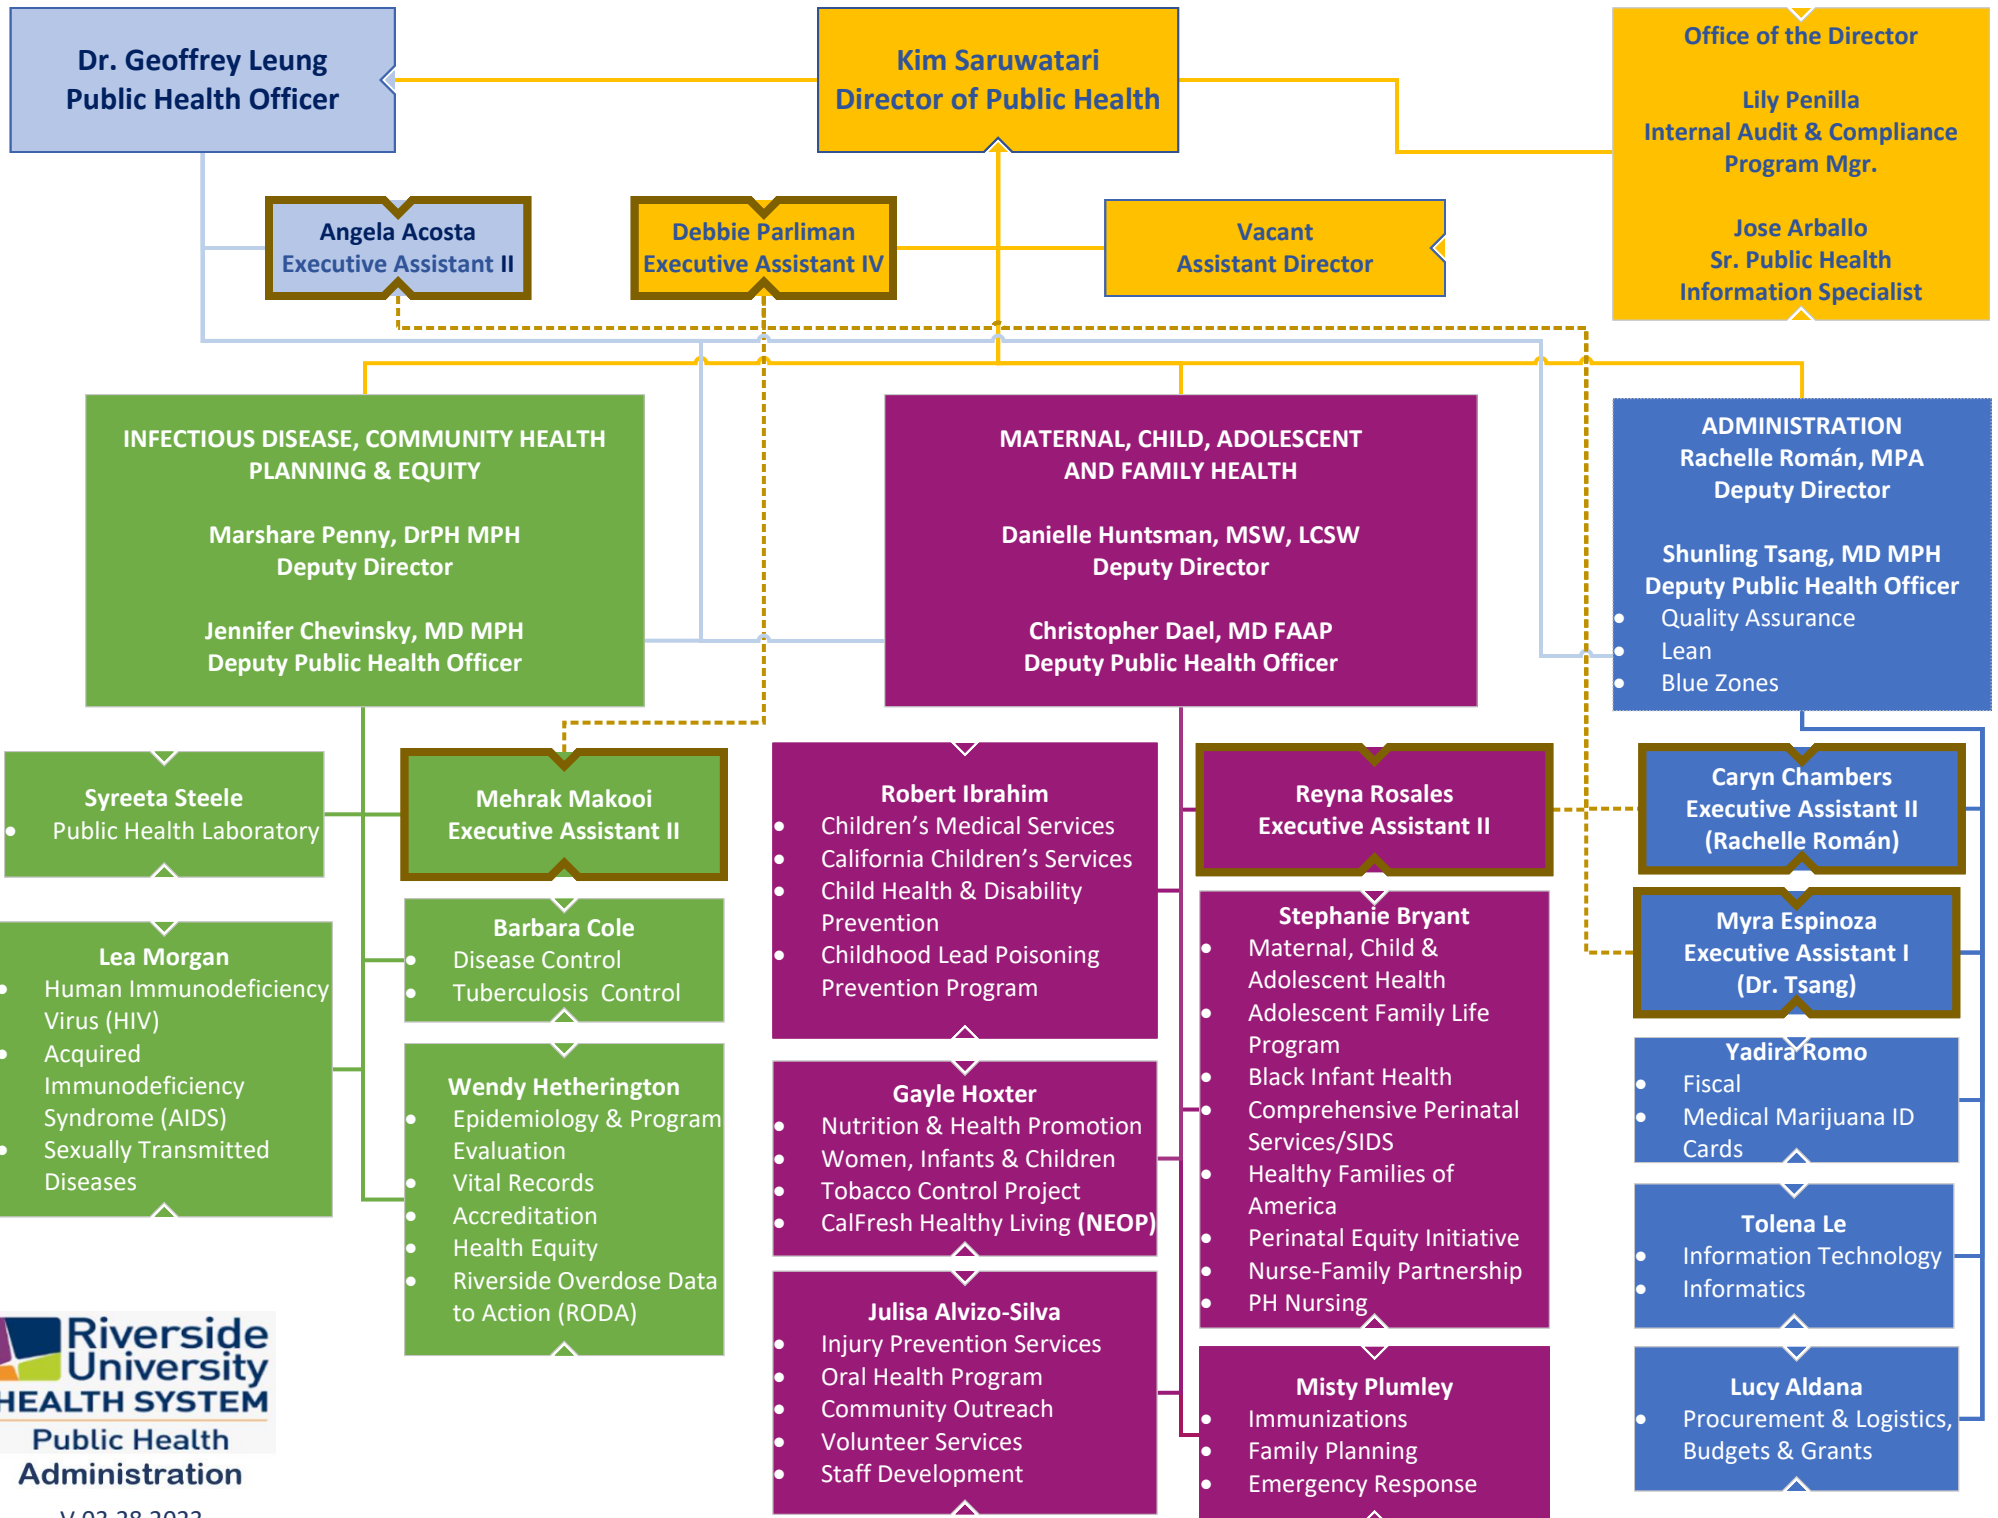 Dr. Geoffrey Leung
Public Health Officer
Kim Saruwatari
Director of Public Health
Office of the Director
Lily Penilla
Internal Audit & Compliance
Program Mgr.
Jose Arballo
Sr. Public Health
Information Specialist
Angela Acosta
Executive Assistant II
Debbie Parliman
Executive Assistant IV
Vacant
Assistant Director
INFECTIOUS DISEASE, COMMUNITY HEALTH
PLANNING & EQUITY
Marshare Penny, DrPH MPH
Deputy Director
Jennifer Chevinsky, MD MPH
Deputy Public Health Officer
MATERNAL, CHILD, ADOLESCENT
AND FAMILY HEALTH
Danielle Huntsman, MSW, LCSW
Deputy Director
Christopher Dael, MD FAAP
Deputy Public Health Officer
ADMINISTRATION
Rachelle Román, MPA
Deputy Director
Shunling Tsang, MD MPH
Deputy Public Health Officer
• Quality Assurance
• Lean
• Blue Zones
Syreeta Steele
• Public Health Laboratory
Mehrak Makooi
Executive Assistant II
Lea Morgan
• Human Immunodeficiency
Virus (HIV)
• Acquired
Immunodeficiency
Syndrome (AIDS)
• Sexually Transmitted
Diseases
Barbara Cole
• Disease Control
• Tuberculosis  Control
Wendy Hetherington
• Epidemiology & Program
Evaluation
• Vital Records
• Accreditation
• Health Equity
• Riverside Overdose Data
to Action (RODA)
Robert Ibrahim
• Children’s Medical Services
• California Children’s Services
• Child Health & Disability
Prevention
• Childhood Lead Poisoning
Prevention Program
Gayle Hoxter
• Nutrition & Health Promotion
• Women, Infants & Children
• Tobacco Control Project
• CalFresh Healthy Living (NEOP)
Julisa Alvizo-Silva
• Injury Prevention Services
• Oral Health Program
• Community Outreach
• Volunteer Services
• Staff Development
Reyna Rosales
Executive Assistant II
Stephanie Bryant
• Maternal, Child &
Adolescent Health
• Adolescent Family Life
Program
• Black Infant Health
• Comprehensive Perinatal
Services/SIDS
• Healthy Families of
America
• Perinatal Equity Initiative
• Nurse-Family Partnership
• PH Nursing
Misty Plumley
• Immunizations
• Family Planning
• Emergency Response
Caryn Chambers
Executive Assistant II
(Rachelle Román)
Myra Espinoza
Executive Assistant I
(Dr. Tsang)
Yadira Romo
• Fiscal
• Medical Marijuana ID
Cards
Tolena Le
• Information Technology
• Informatics
Lucy Aldana
• Procurement & Logistics,
Budgets & Grants
Riverside
University
HEALTH SYSTEM
Public Health
Administration